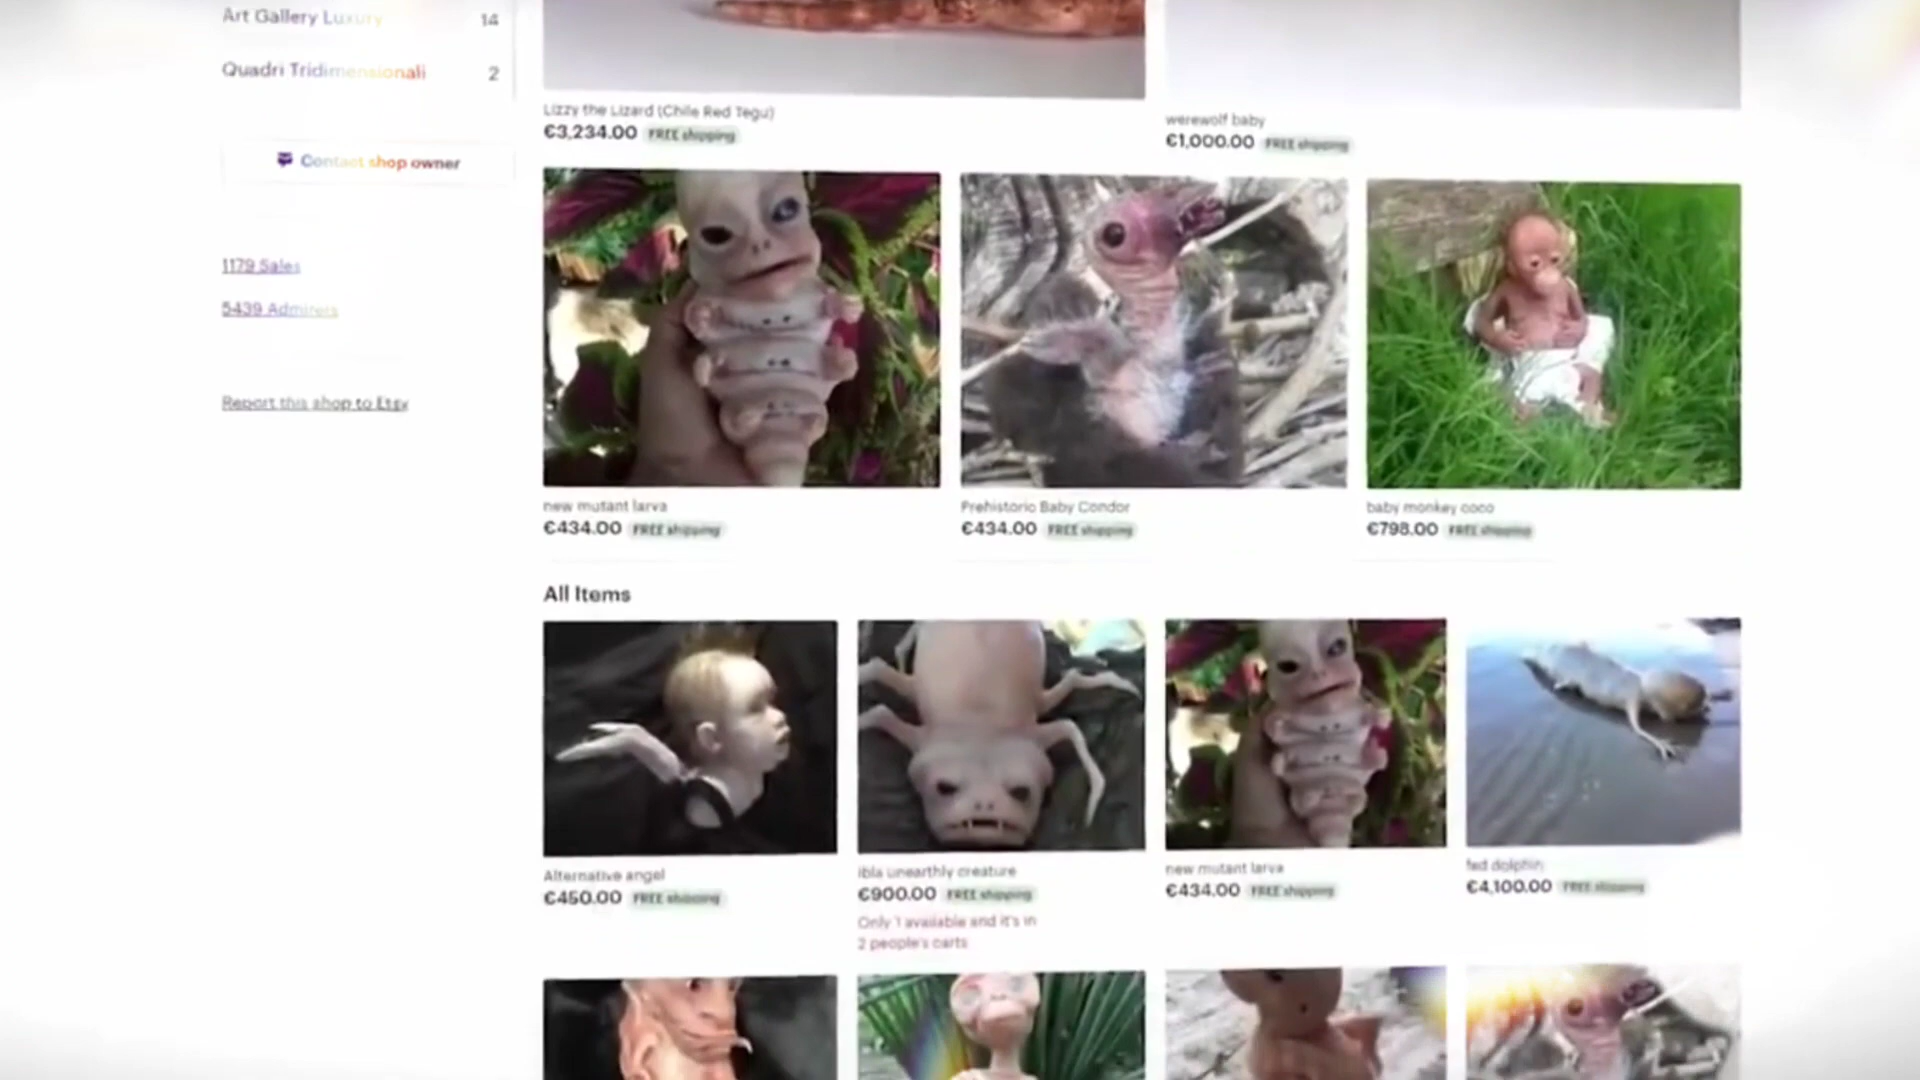 Art Gallery Luxury 14
Quadri Tridimensionali 2
Contact shop owner
1179 Sales
5439 Admirers
Report this shop to Etsy
Lizzy the Lizard (Chile Red Tegu)
€3,234.00 FREE shipping
werewolf baby
€1,000.00 FREE shipping
new mutant larva
€434.00 FREE shipping
Prehistoric Baby Condor
€434.00 FREE shipping
baby monkey coco
€798.00 FREE shipping
All Items
Alternative angel
€450.00 FREE shipping
ibla unearthly creature
€900.00 FREE shipping
Only 1 available and it's in
2 people's carts
new mutant larva
€434.00 FREE shipping
dolphin
€4,100.00 FREE shipping